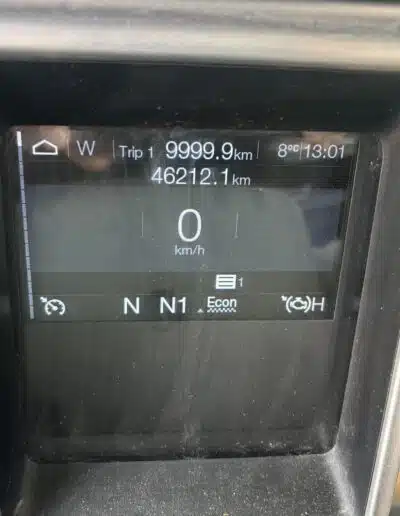 W Trip 1 9999.9km 8°C 13:01
46212.1km
0
km/h
1
N N1 Econ H